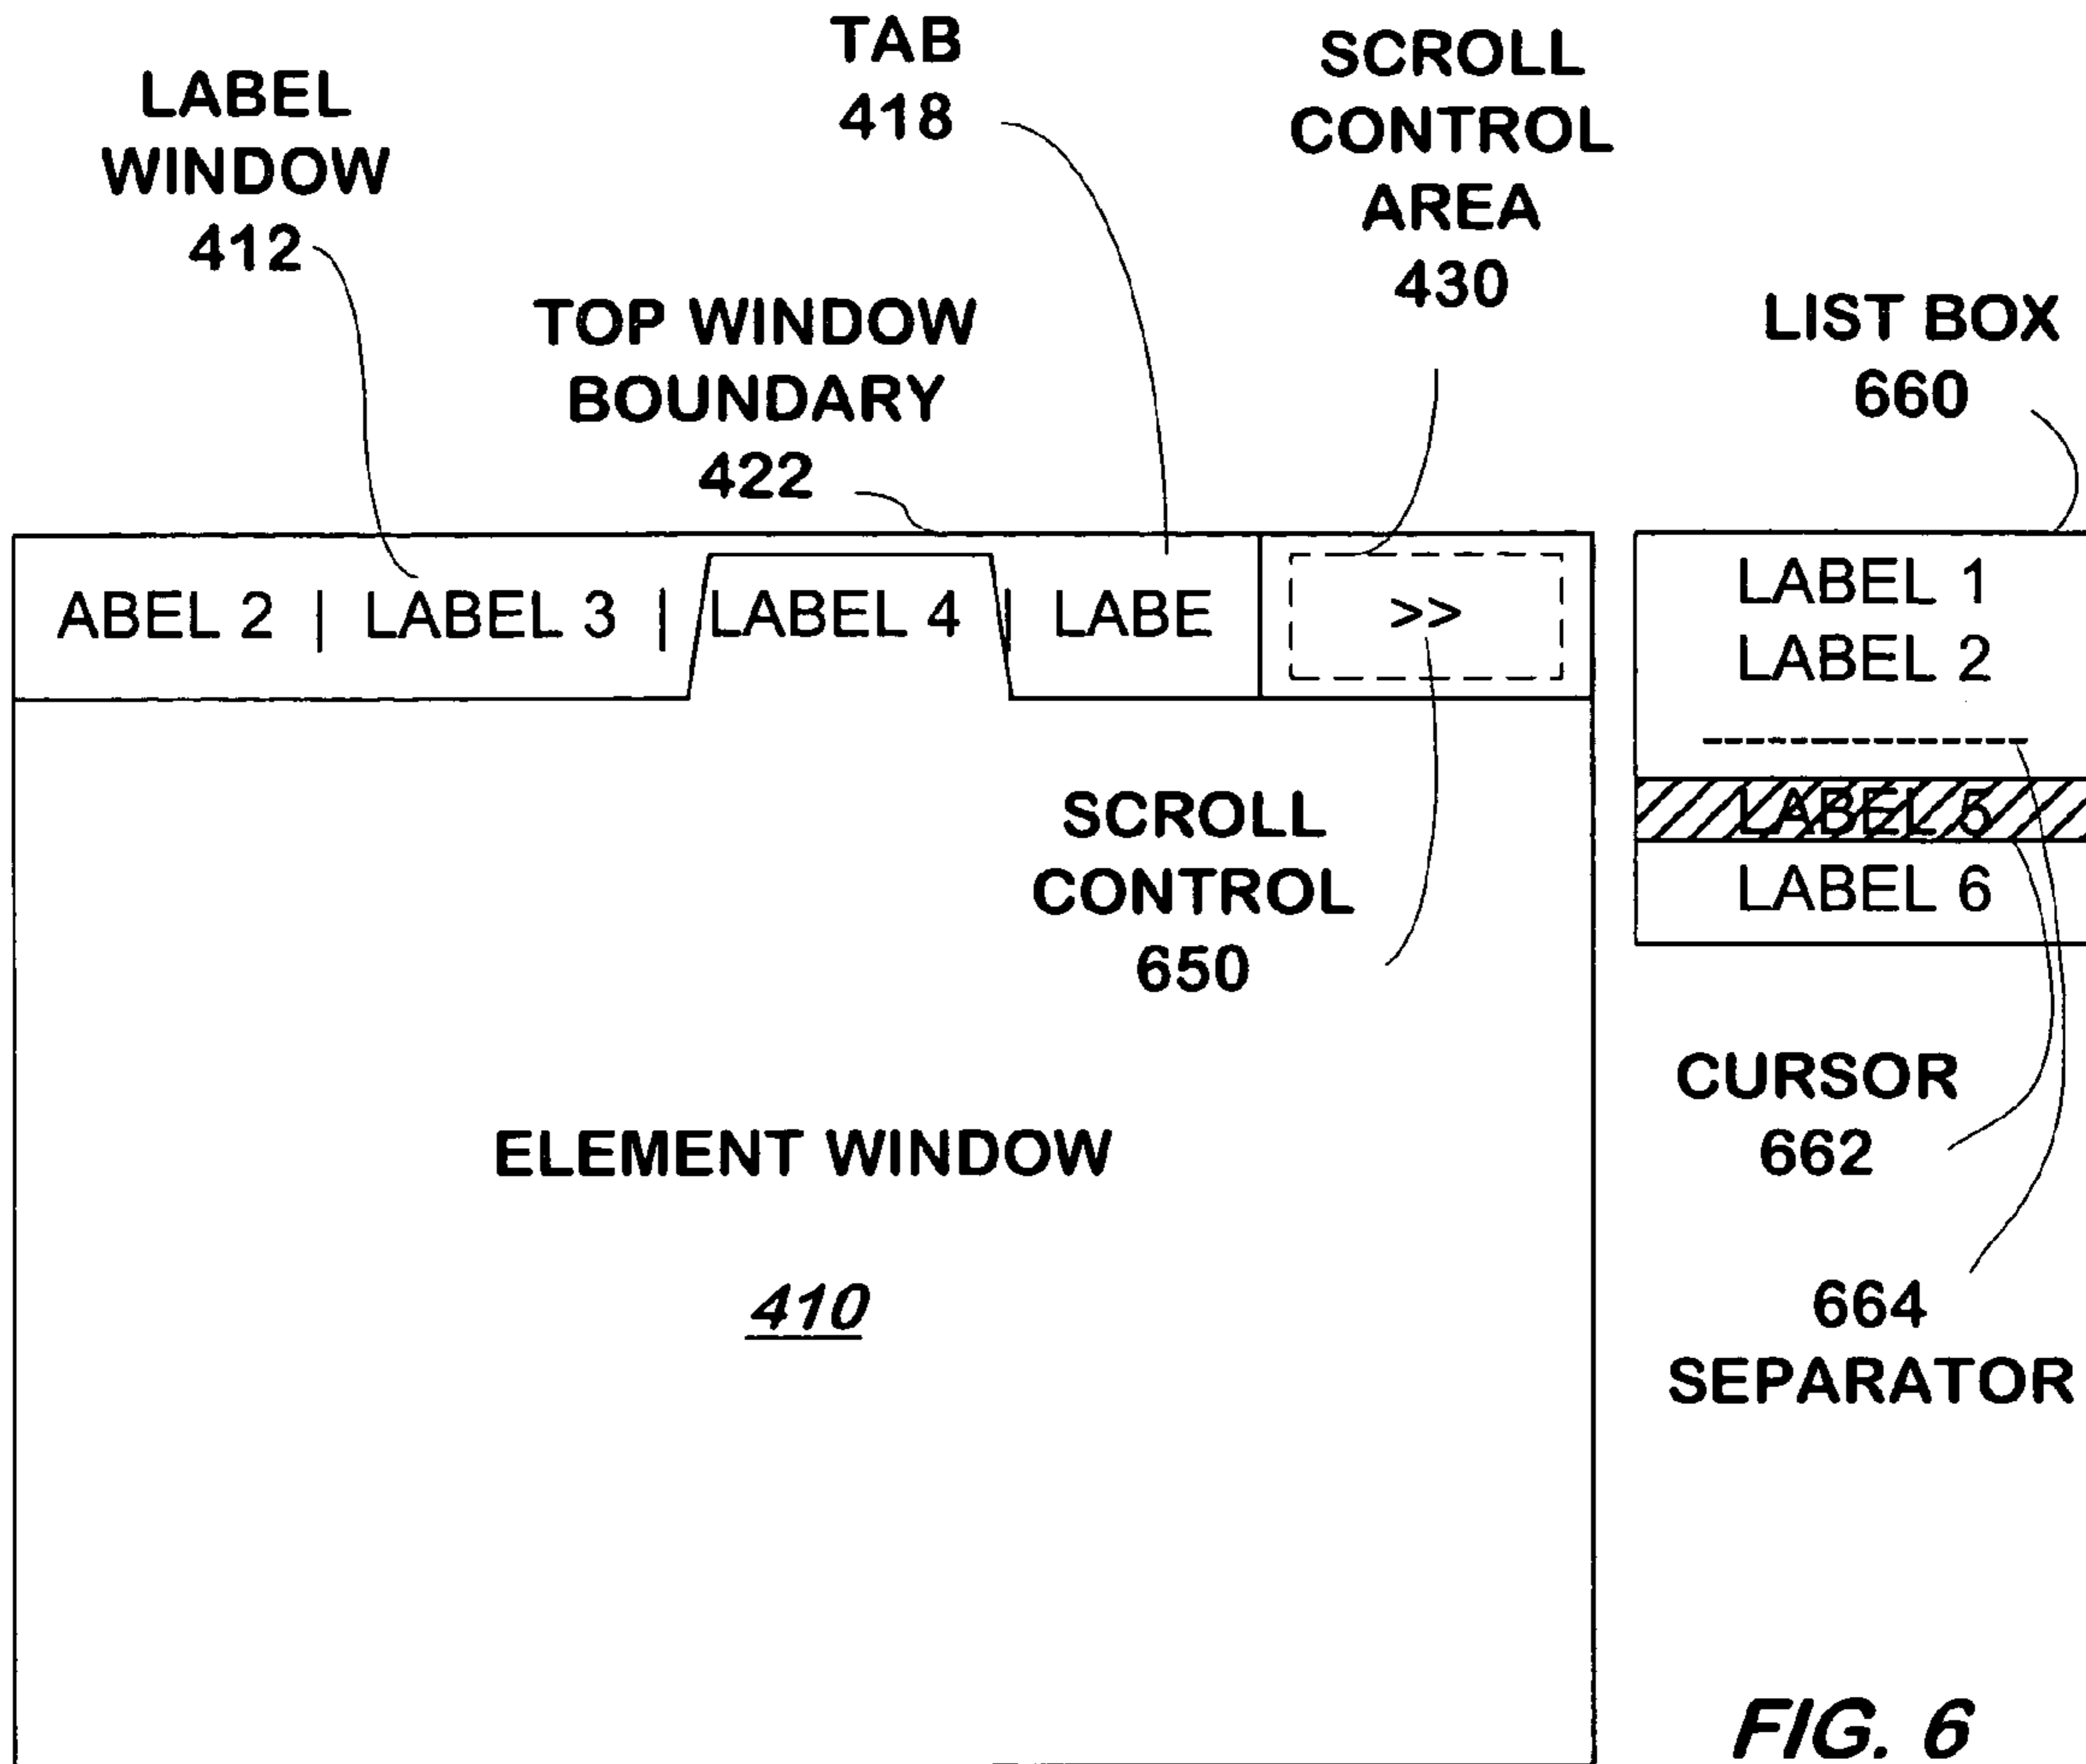 LABEL
WINDOW
412
TAB
418
SCROLL
CONTROL
AREA
430
TOP WINDOW
BOUNDARY
422
LIST BOX
660
ABEL 2 | LABEL 3 | LABEL 4 | LABE >>
LABEL 1
LABEL 2
LABEL 5
LABEL 6
SCROLL
CONTROL
650
CURSOR
662
664
SEPARATOR
ELEMENT WINDOW
410
FIG. 6